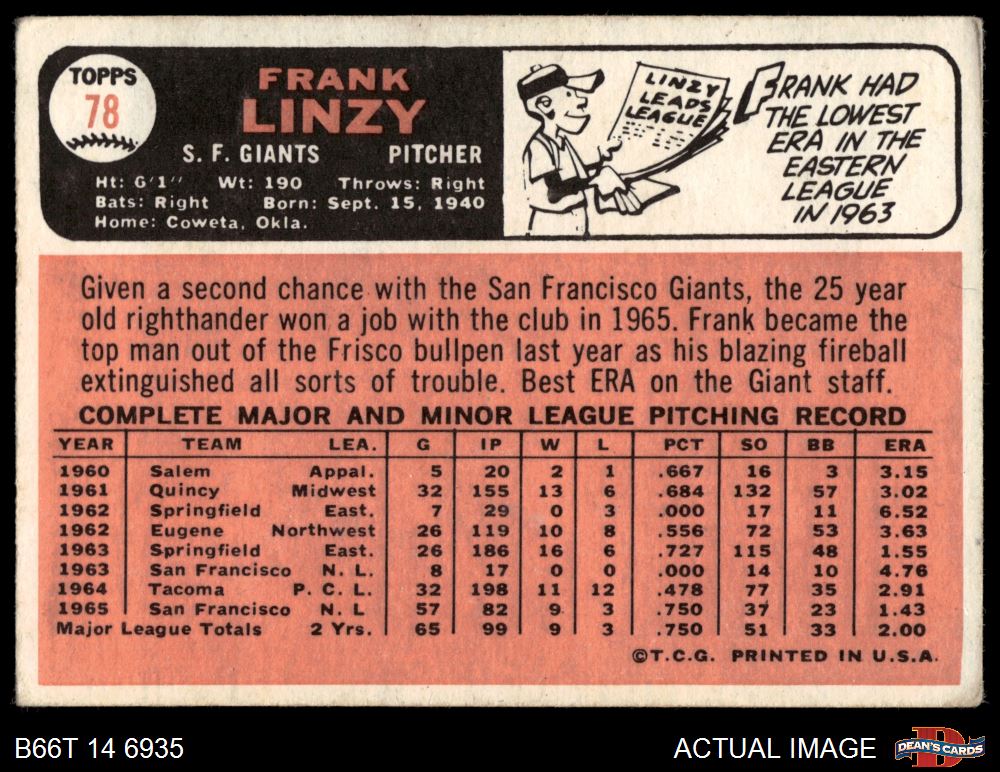 TOPPS
78
FRANK
LINZY
S. F. GIANTS PITCHER
Ht: 6'1" Wt: 190 Throws: Right
Bats: Right Born: Sept. 15, 1940
Home: Coweta, Okla.
LINZY
LEADS
LEAGUE
FRANK HAD
THE LOWEST
ERA IN THE
EASTERN
LEAGUE
IN 1963
Given a second chance with the San Francisco Giants, the 25 year
old righthander won a job with the club in 1965. Frank became the
top man out of the Frisco bullpen last year as his blazing fireball
extinguished all sorts of trouble. Best ERA on the Giant staff.
COMPLETE MAJOR AND MINOR LEAGUE PITCHING RECORD
YEAR TEAM LEA. G IP W L PCT SO BB ERA
1960 Salem Appal. 5 20 2 1 .667 16 3 3.15
1961 Quincy Midwest 32 155 13 6 .684 132 57 3.02
1962 Springfield East. 7 29 0 3 .000 17 11 6.52
1962 Eugene Northwest 26 119 10 8 .556 72 53 3.63
1963 Springfield East. 26 186 16 6 .727 115 48 1.55
1963 San Francisco N. L. 8 17 0 0 .000 14 10 4.76
1964 Tacoma P. C. L. 32 198 11 12 .478 77 35 2.91
1965 San Francisco N. L 57 82 9 3 .750 37 23 1.43
Major League Totals 2 Yrs. 65 99 9 3 .750 51 33 2.00
©T.C.G. PRINTED IN U.S.A.
B66T 14 6935 ACTUAL IMAGE
DEAN'S CARDS